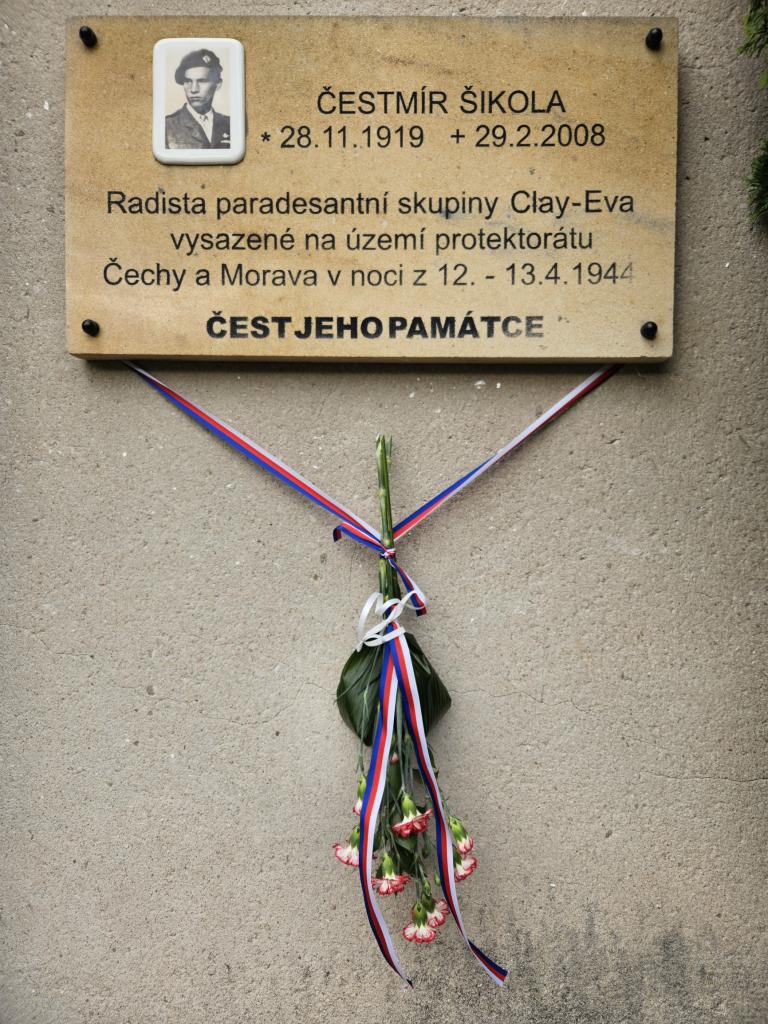 ČESTMÍR ŠIKOLA
* 28.11.1919 + 29.2.2008
Radista paradesantní skupiny Clay-Eva
vysazené na území protektorátu
Čechy a Morava v noci z 12. - 13.4.1944
ČEST JEHO PAMÁTCE